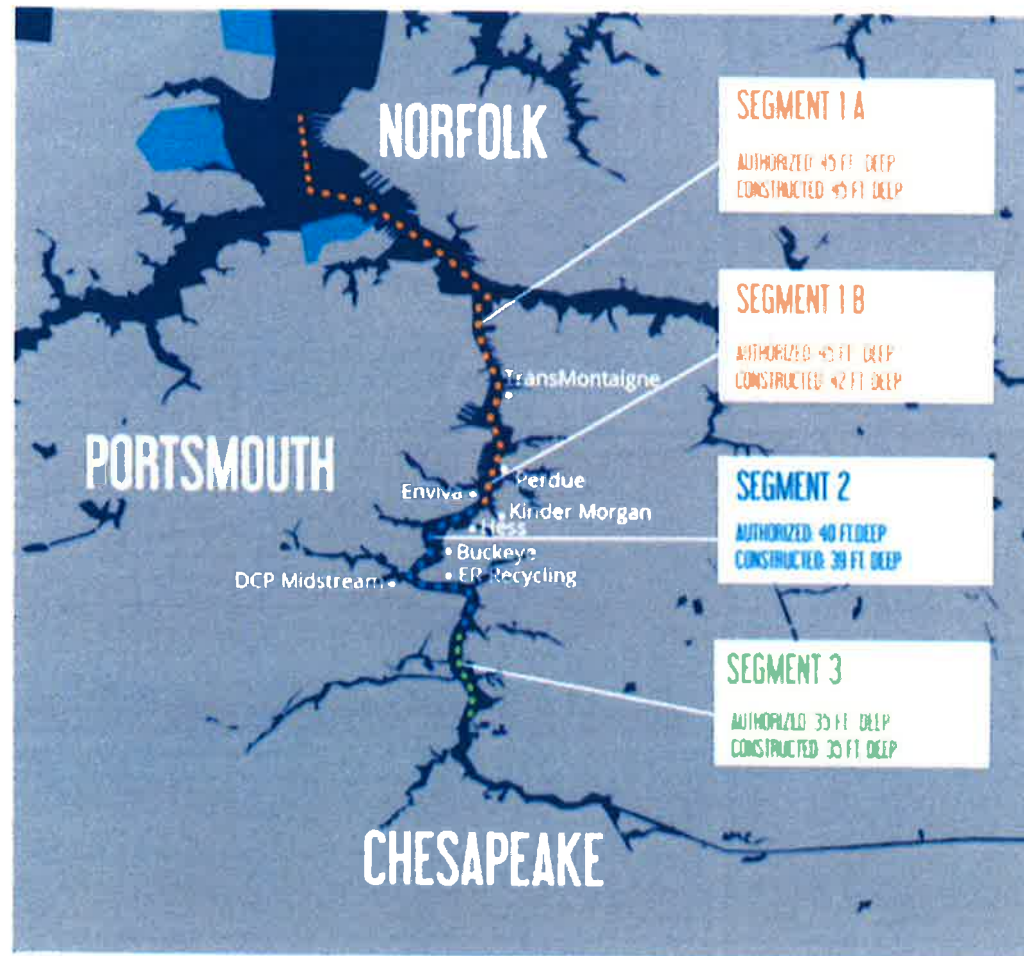 NORFOLK
SEGMENT 1 A
AUTHORIZED: 45 FT DEEP
CONSTRUCTED: 45 FT DEEP
SEGMENT 1 B
AUTHORIZED: 45 FT DEEP
CONSTRUCTED: 42 FT DEEP
TransMontaigne
PORTSMOUTH
Perdue
Enviva
Kinder Morgan
Hess
SEGMENT 2
AUTHORIZED: 40 FT DEEP
CONSTRUCTED: 39 FT DEEP
Buckeye
ER Recycling
DCP Midstream
SEGMENT 3
AUTHORIZED: 35 FT DEEP
CONSTRUCTED: 35 FT DEEP
CHESAPEAKE